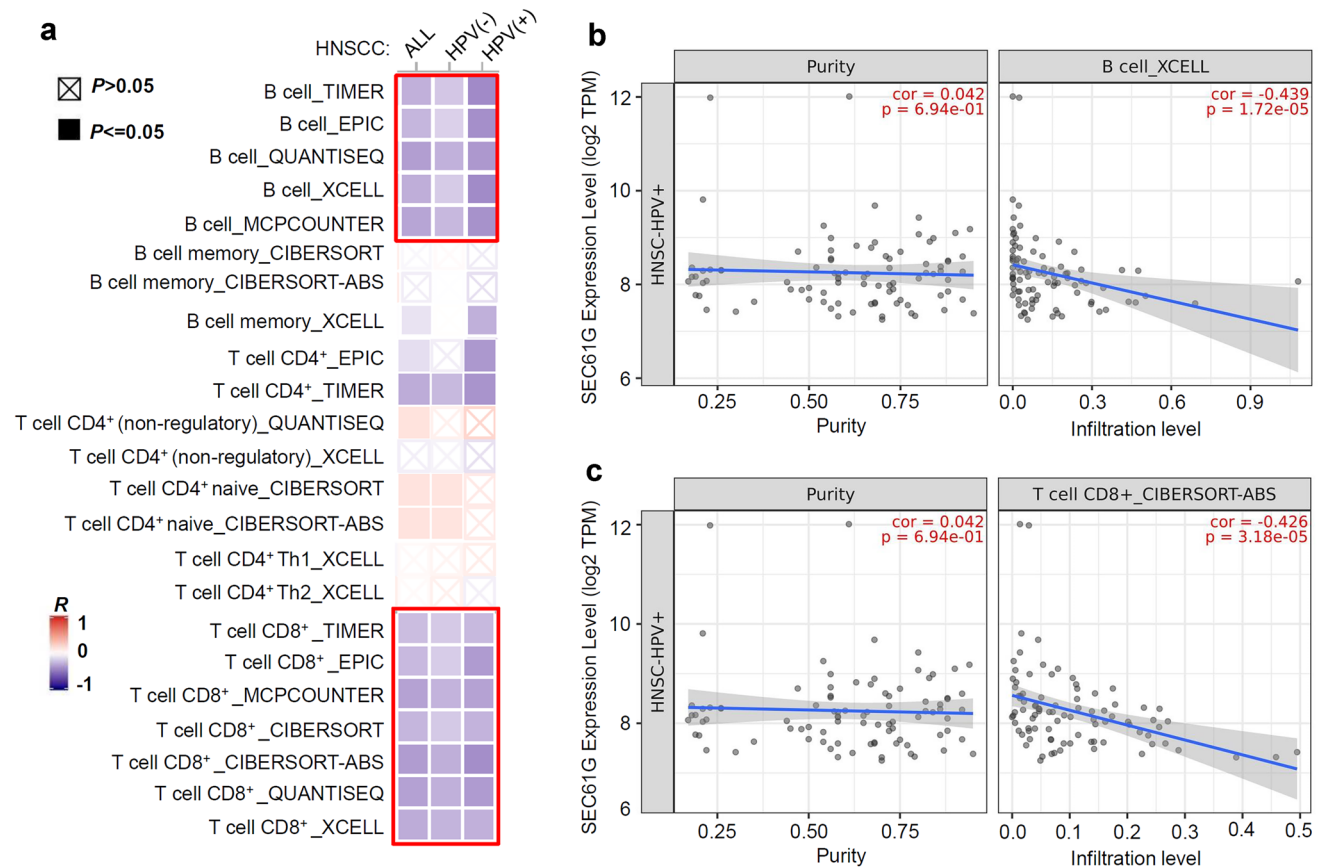 a
HNSCC: ALL HPV(-) HPV(+)
P>0.05
P<=0.05
B cell_TIMER
B cell_EPIC
B cell_QUANTISEQ
B cell_XCELL
B cell_MCPCOUNTER
B cell memory_CIBERSORT
B cell memory_CIBERSORT-ABS
B cell memory_XCELL
T cell CD4⁺_EPIC
T cell CD4⁺_TIMER
T cell CD4⁺ (non-regulatory)_QUANTISEQ
T cell CD4⁺ (non-regulatory)_XCELL
T cell CD4⁺ naive_CIBERSORT
T cell CD4⁺ naive_CIBERSORT-ABS
T cell CD4⁺ Th1_XCELL
T cell CD4⁺ Th2_XCELL
T cell CD8⁺_TIMER
T cell CD8⁺_EPIC
T cell CD8⁺_MCPCOUNTER
T cell CD8⁺_CIBERSORT
T cell CD8⁺_CIBERSORT-ABS
T cell CD8⁺_QUANTISEQ
T cell CD8⁺_XCELL
R
1
0
-1
b
Purity
B cell_XCELL
cor = 0.042
p = 6.94e-01
cor = -0.439
p = 1.72e-05
SEC61G Expression Level (log2 TPM)
HNSC-HPV+
12
10
8
6
0.25 0.50 0.75
Purity
0.0 0.3 0.6 0.9
Infiltration level
c
Purity
T cell CD8+_CIBERSORT-ABS
cor = 0.042
p = 6.94e-01
cor = -0.426
p = 3.18e-05
SEC61G Expression Level (log2 TPM)
HNSC-HPV+
12
10
8
6
0.25 0.50 0.75
Purity
0.0 0.1 0.2 0.3 0.4 0.5
Infiltration level